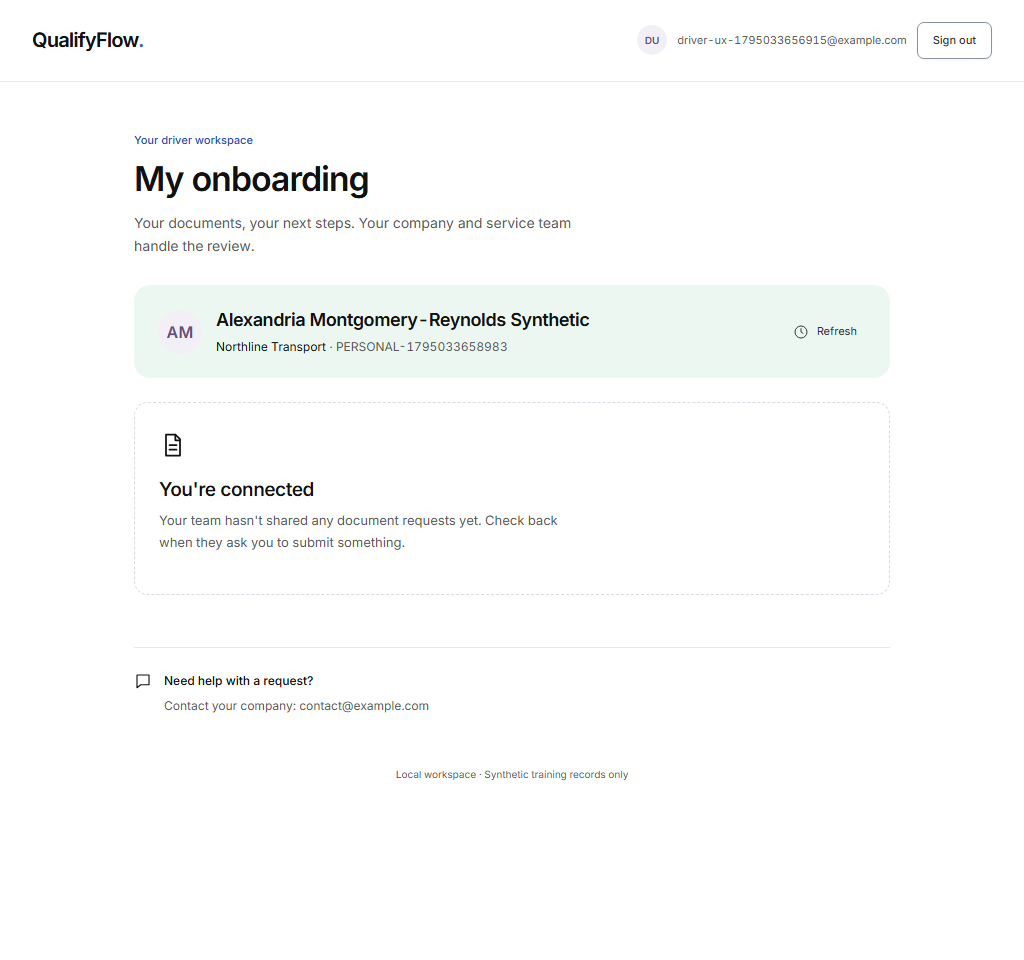 QualifyFlow.
DU
driver-ux-1795033656915@example.com
Sign out
Your driver workspace
My onboarding
Your documents, your next steps. Your company and service team
handle the review.
AM
Alexandria Montgomery-Reynolds Synthetic
Northline Transport · PERSONAL-1795033658983
Refresh
You're connected
Your team hasn't shared any document requests yet. Check back
when they ask you to submit something.
Need help with a request?
Contact your company: contact@example.com
Local workspace · Synthetic training records only